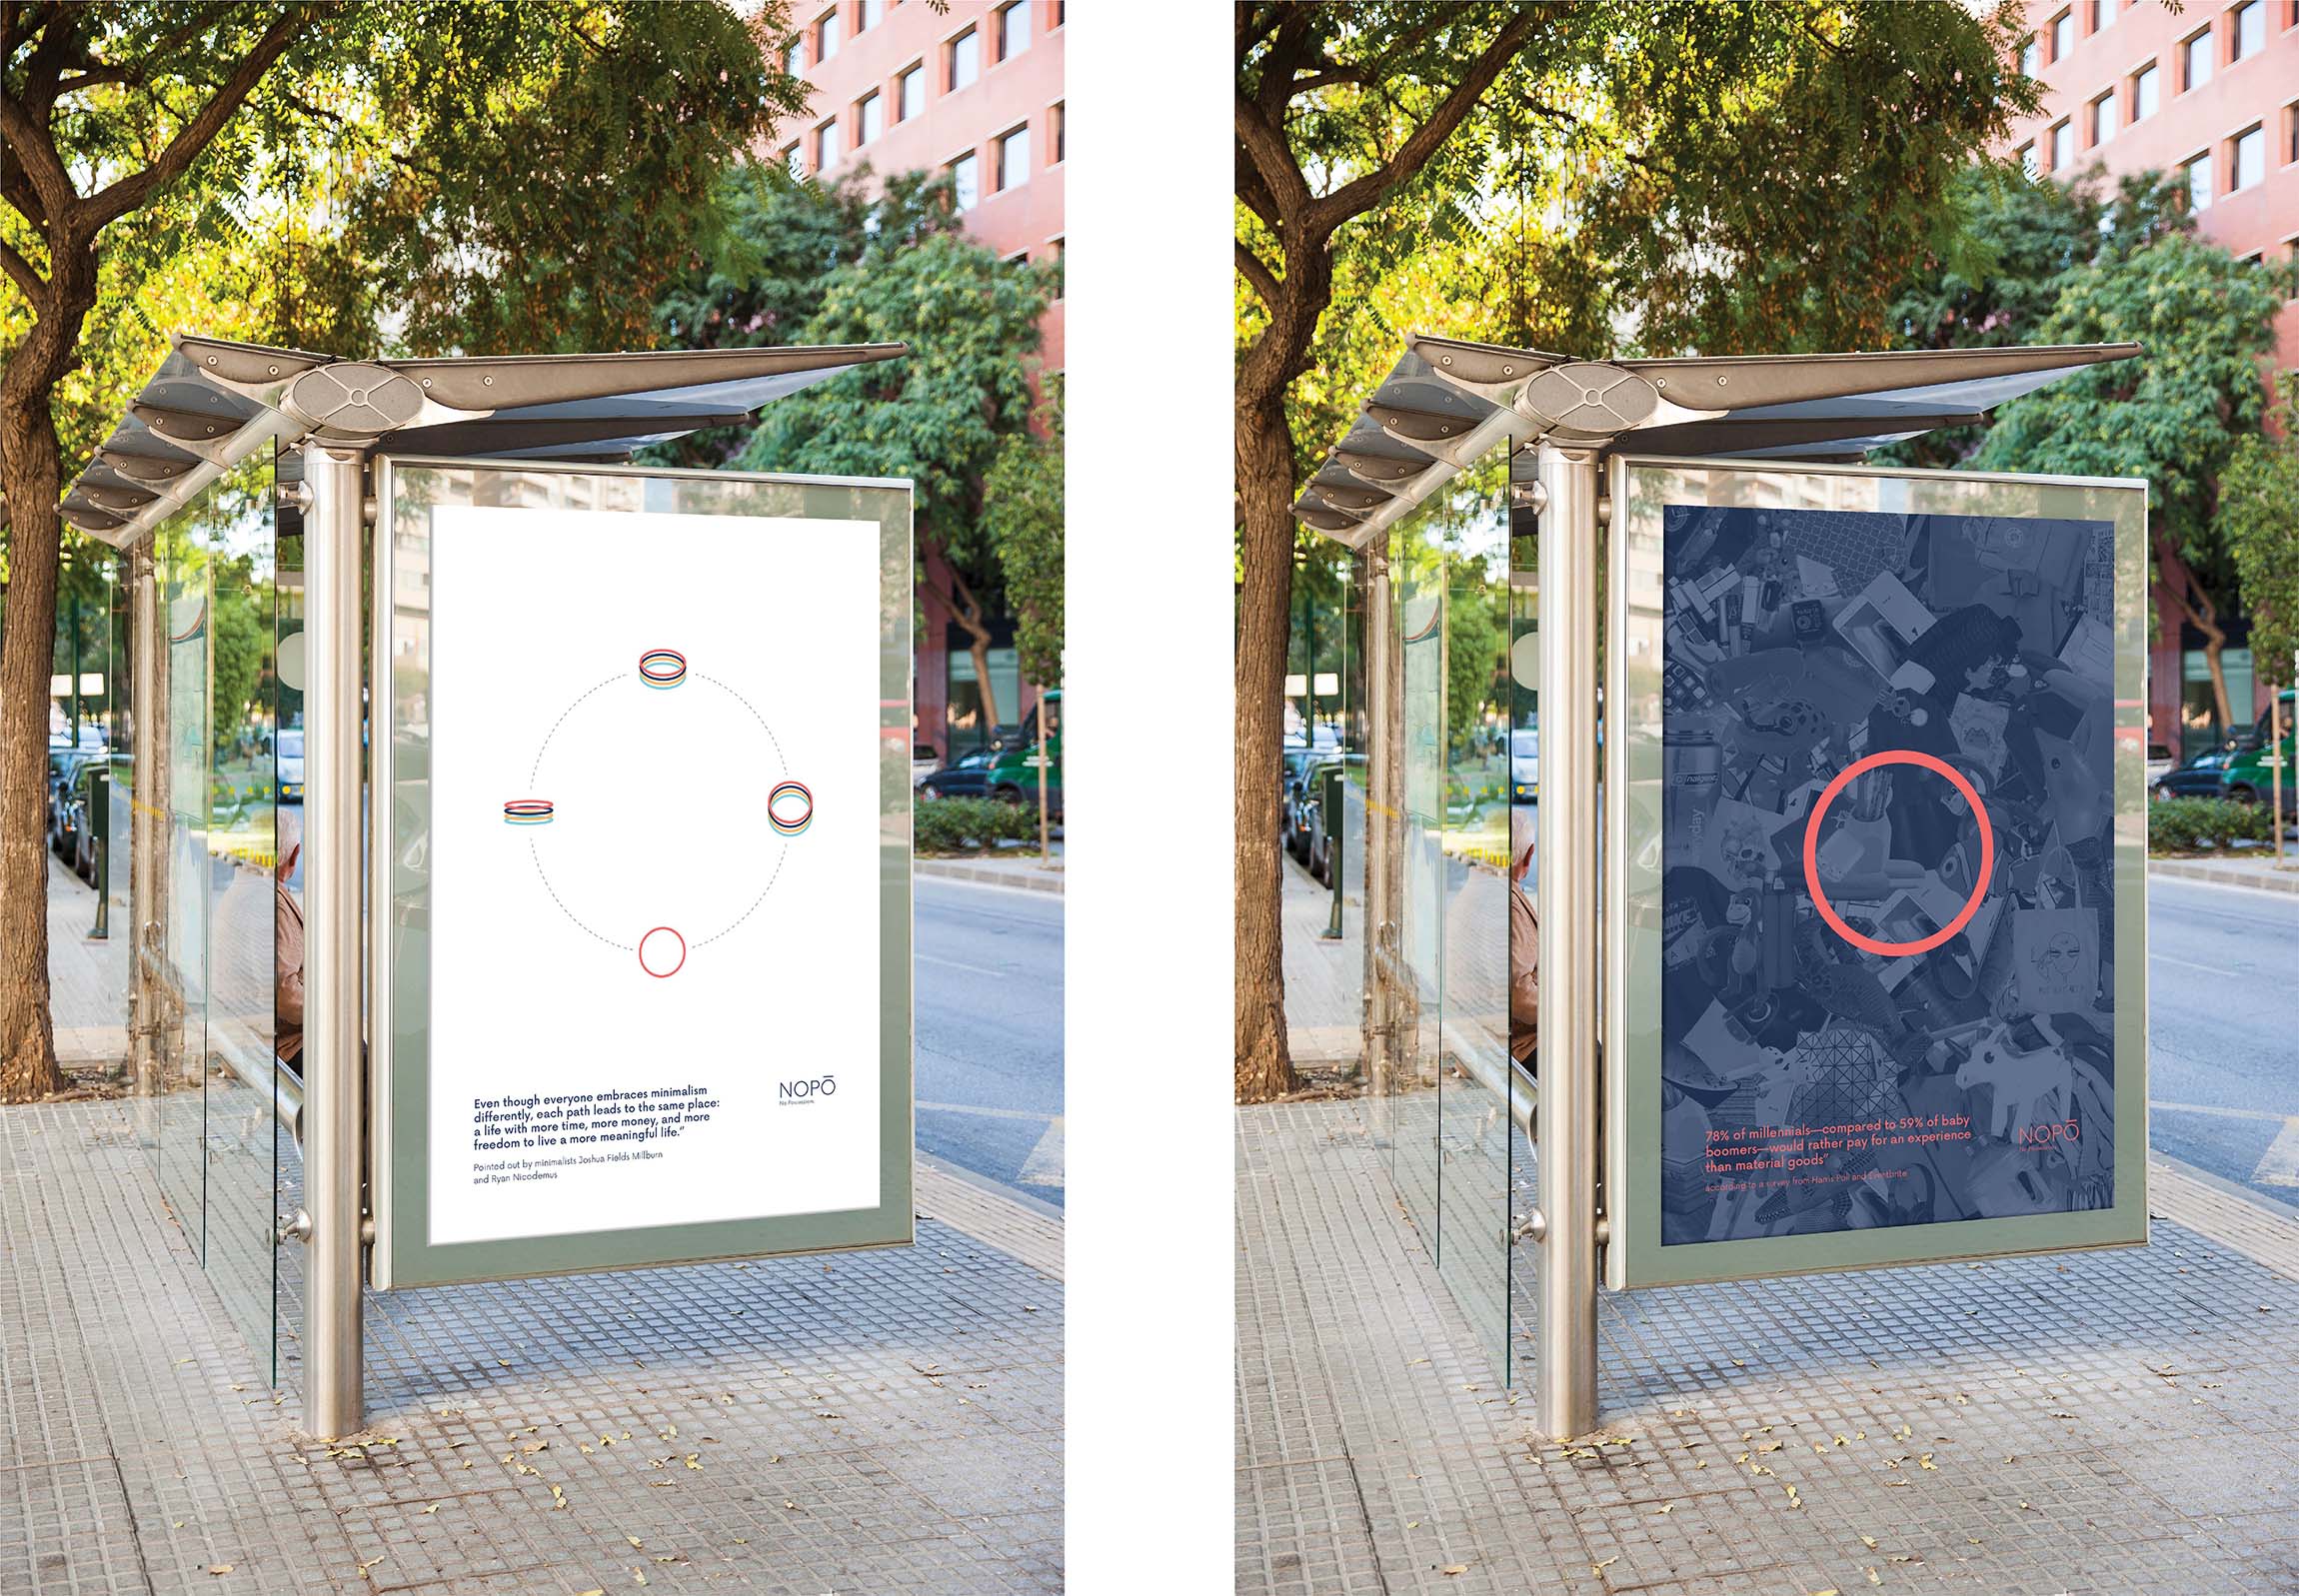 Even though everyone embraces minimalism
differently, each path leads to the same place:
a life with more time, more money, and more
freedom to live a more meaningful life.”
Pointed out by minimalists Joshua Fields Millburn
and Ryan Nicodemus
NOPŌ
No Possession.
78% of millennials—compared to 59% of baby
boomers—would rather pay for an experience
than material goods”
according to a survey from Harris Poll and Eventbrite
NOPŌ
No Possession.
nalgene